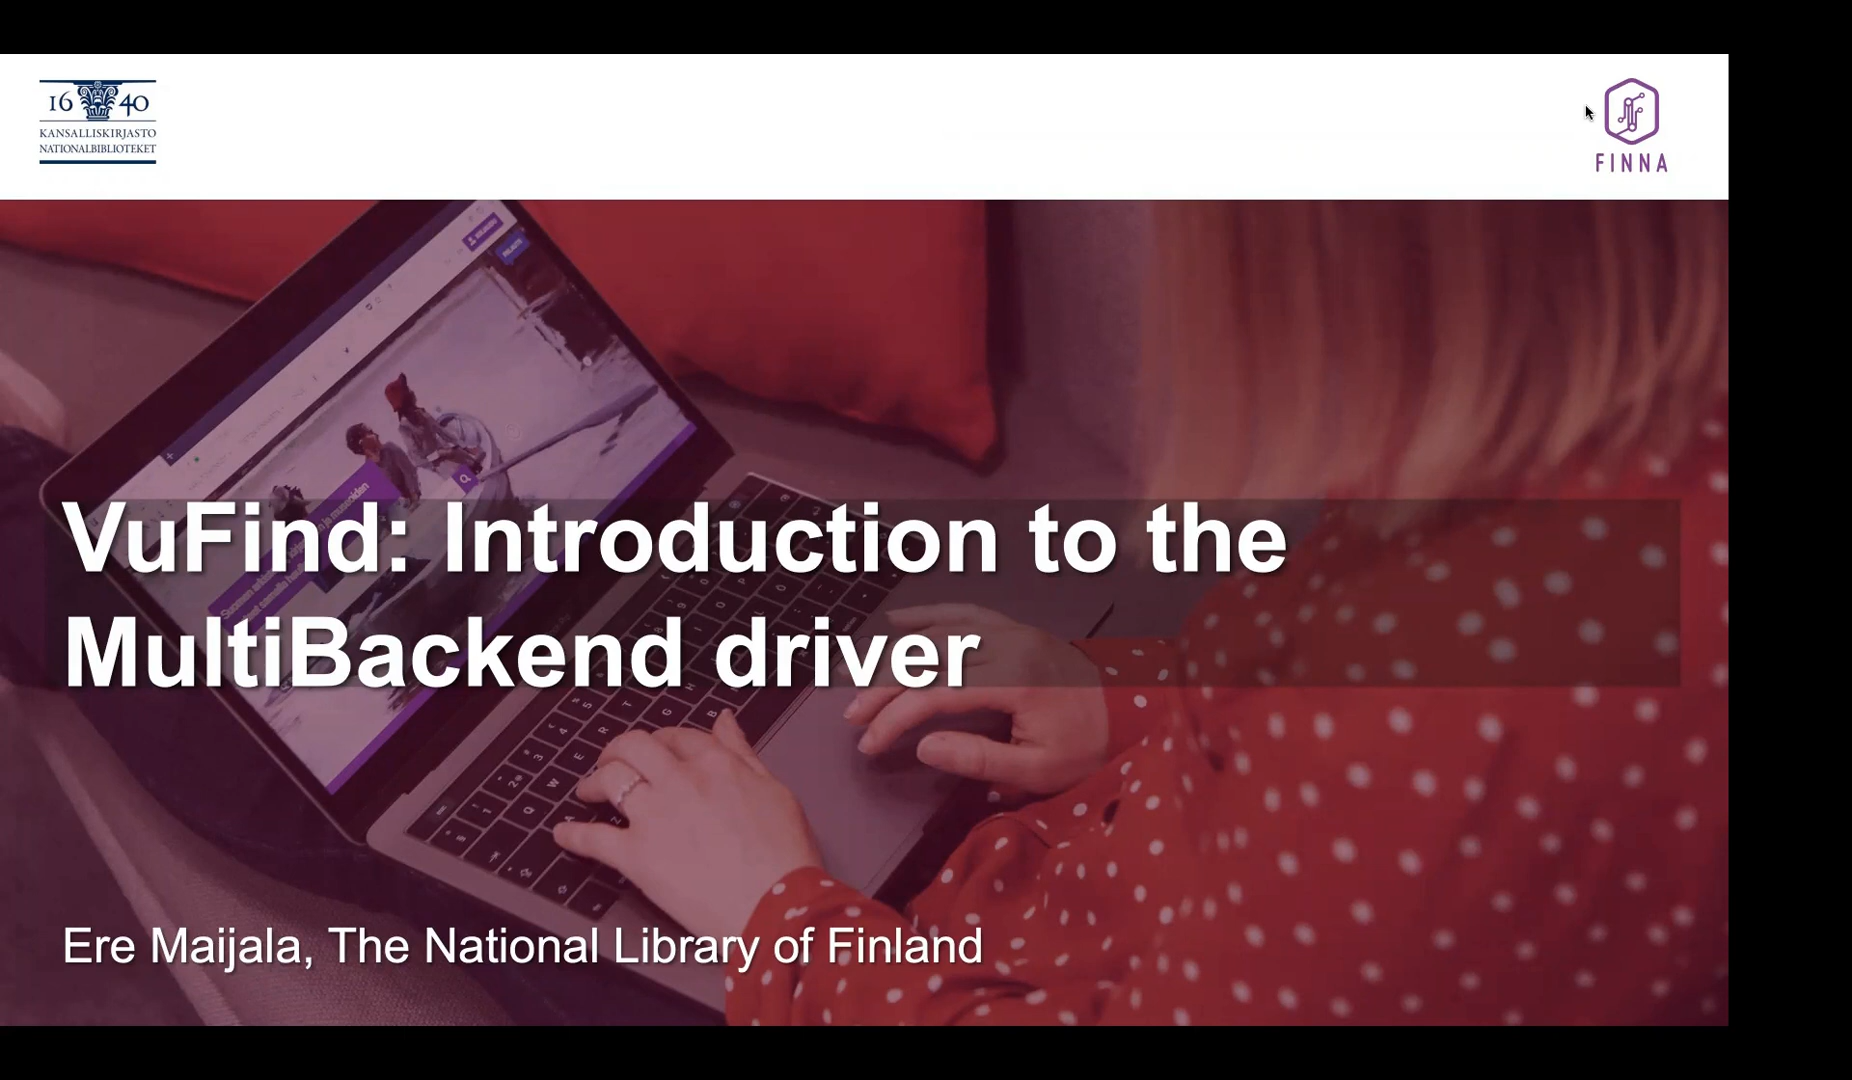 16 40
KANSALLISKIRJASTO
NATIONALBIBLIOTEKET
FINNA
VuFind: Introduction to the
MultiBackend driver
Ere Maijala, The National Library of Finland